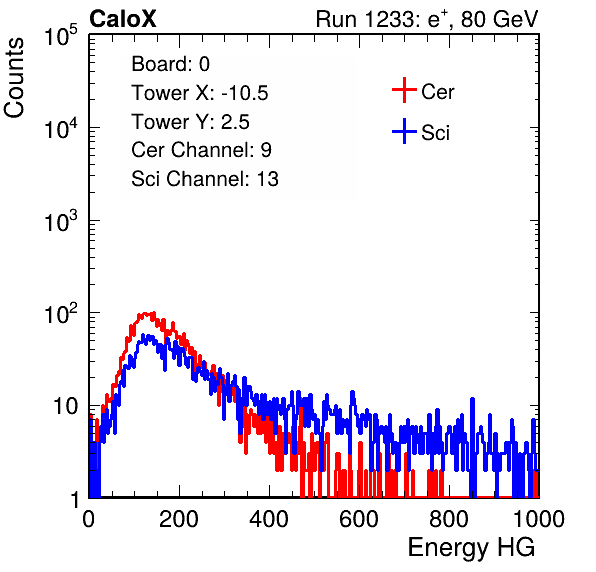 CaloX Run 1233: e+, 80 GeV
Counts
Board: 0
Tower X: -10.5
Tower Y: 2.5
Cer Channel: 9
Sci Channel: 13
Cer
Sci
10^5
10^4
10^3
10^2
10
1
0 200 400 600 800 1000
Energy HG